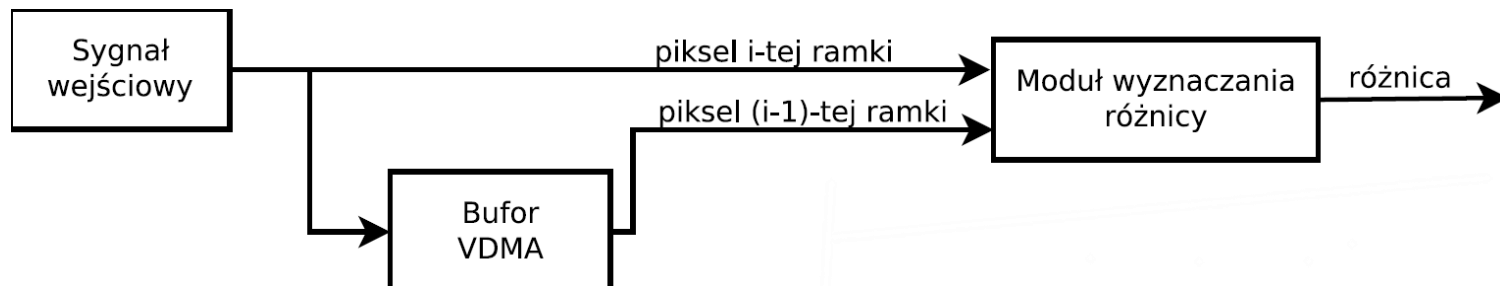 Sygnał
wejściowy
piksel i-tej ramki
piksel (i-1)-tej ramki
Moduł wyznaczania
różnicy
różnica
Bufor
VDMA